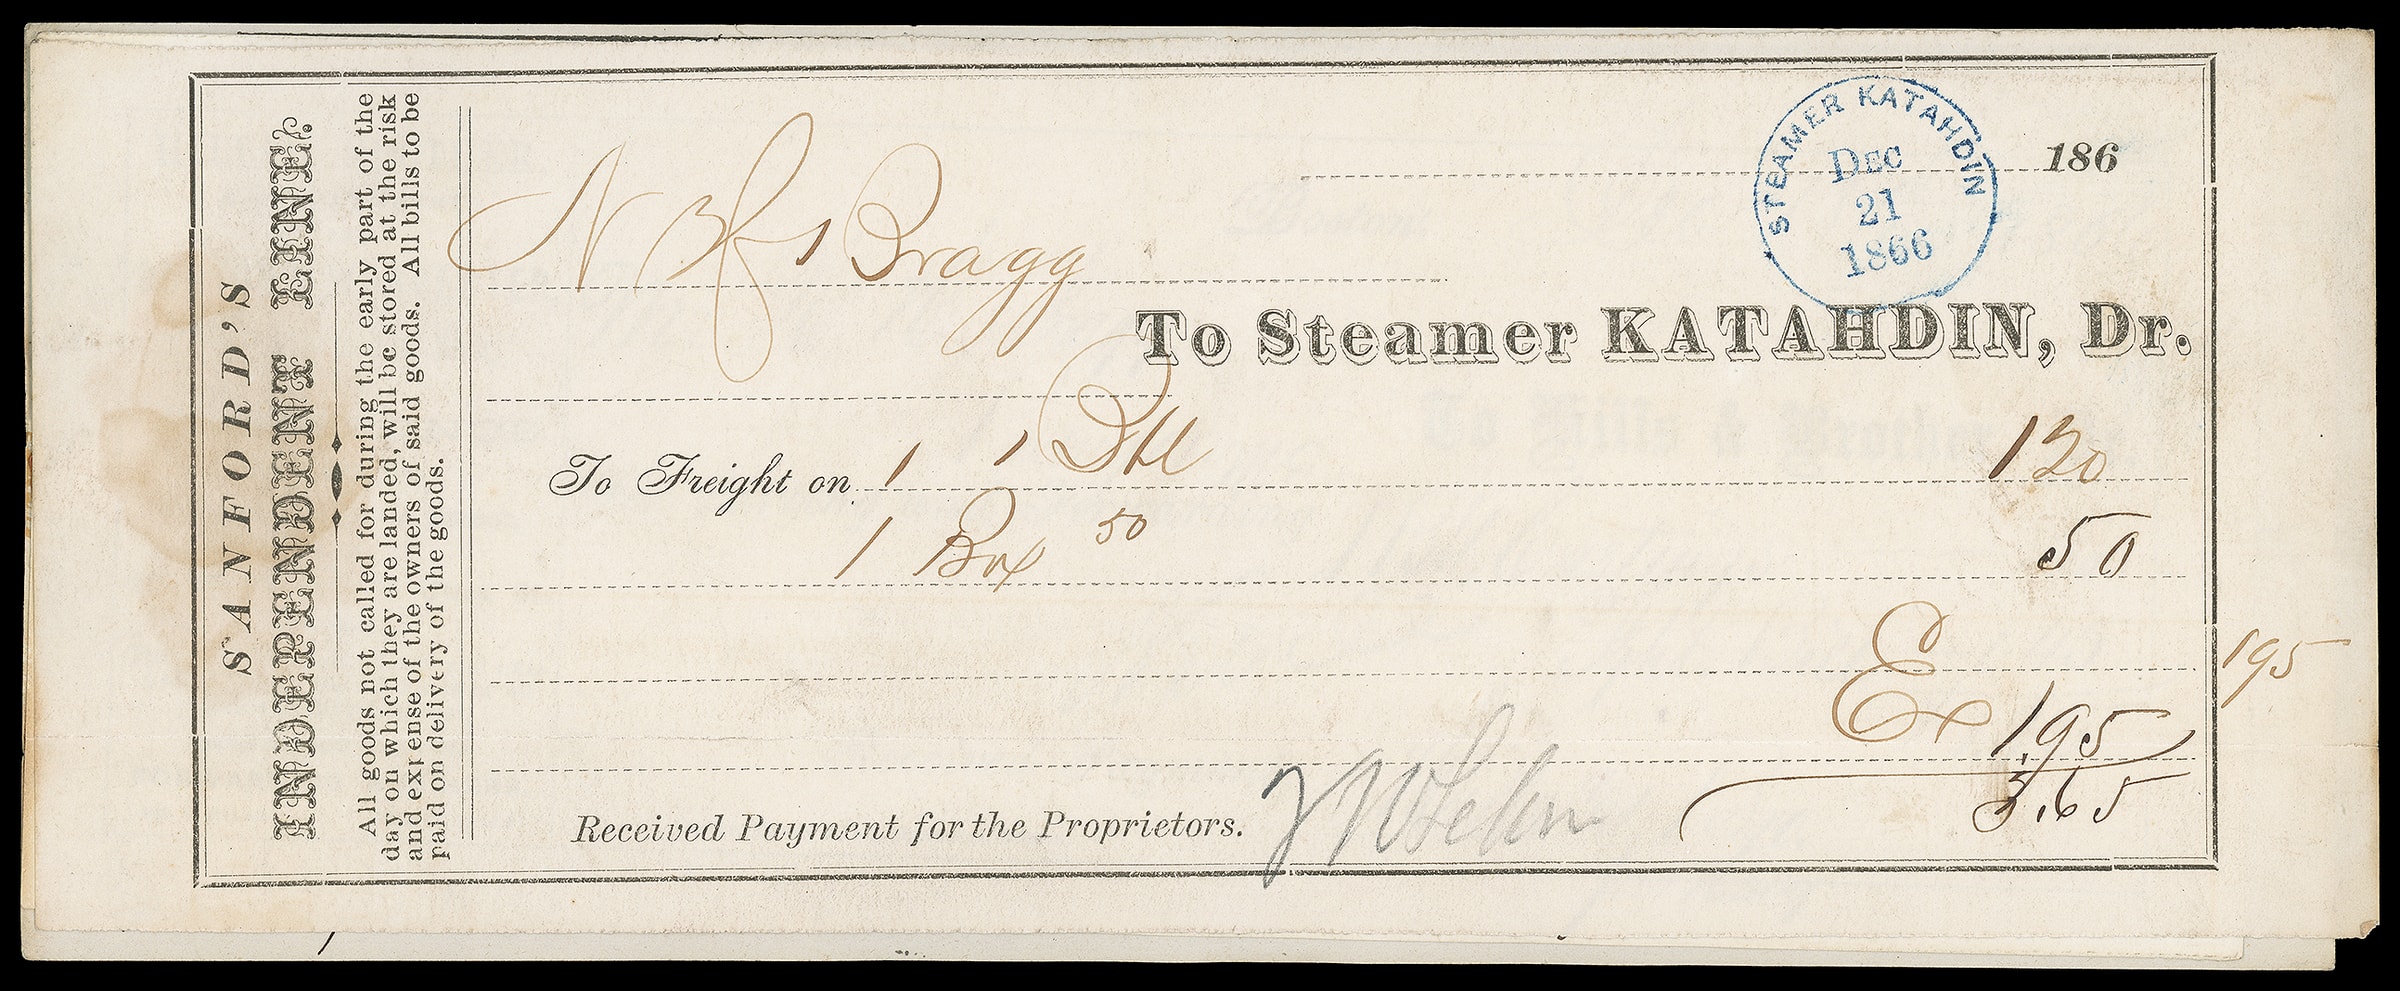 SANFORD'S
INDEPENDENT LINE.
All goods not called for during the early part of the
day on which they are landed, will be stored at the risk
and expense of the owners of said goods. All bills to be
paid on delivery of the goods.
STEAMER KATAHDIN
DEC
21
1866
186
Bragg
To Steamer KATAHDIN, Dr.
To Freight on 1 1 120
1 Box 50 50
Ex 195 195
3.65
Received Payment for the Proprietors.